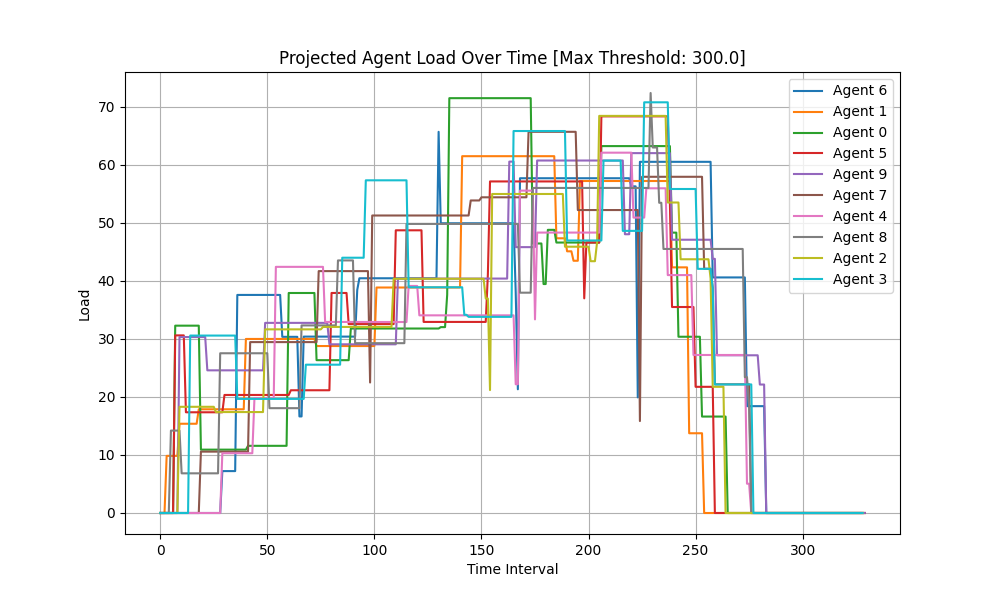 Projected Agent Load Over Time [Max Threshold: 300.0]
Load
70
60
50
40
30
20
10
0
0 50 100 150 200 250 300
Time Interval
Agent 6
Agent 1
Agent 0
Agent 5
Agent 9
Agent 7
Agent 4
Agent 8
Agent 2
Agent 3